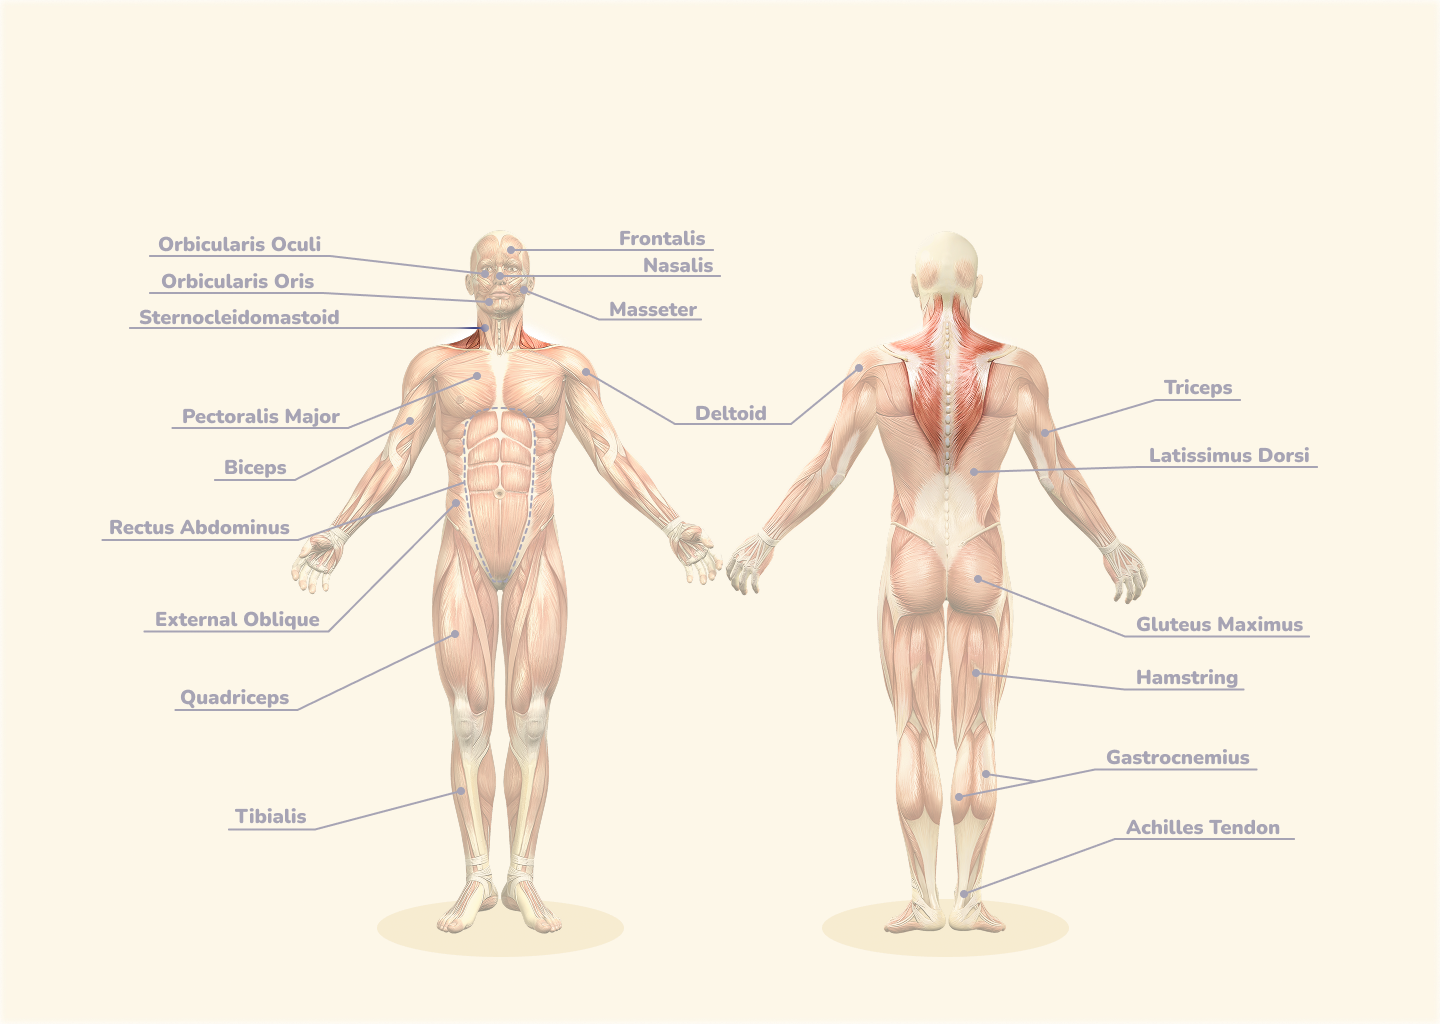 Orbicularis Oculi
Orbicularis Oris
Sternocleidomastoid
Pectoralis Major
Biceps
Rectus Abdominus
External Oblique
Quadriceps
Tibialis
Frontalis
Nasalis
Masseter
Deltoid
Triceps
Latissimus Dorsi
Gluteus Maximus
Hamstring
Gastrocnemius
Achilles Tendon